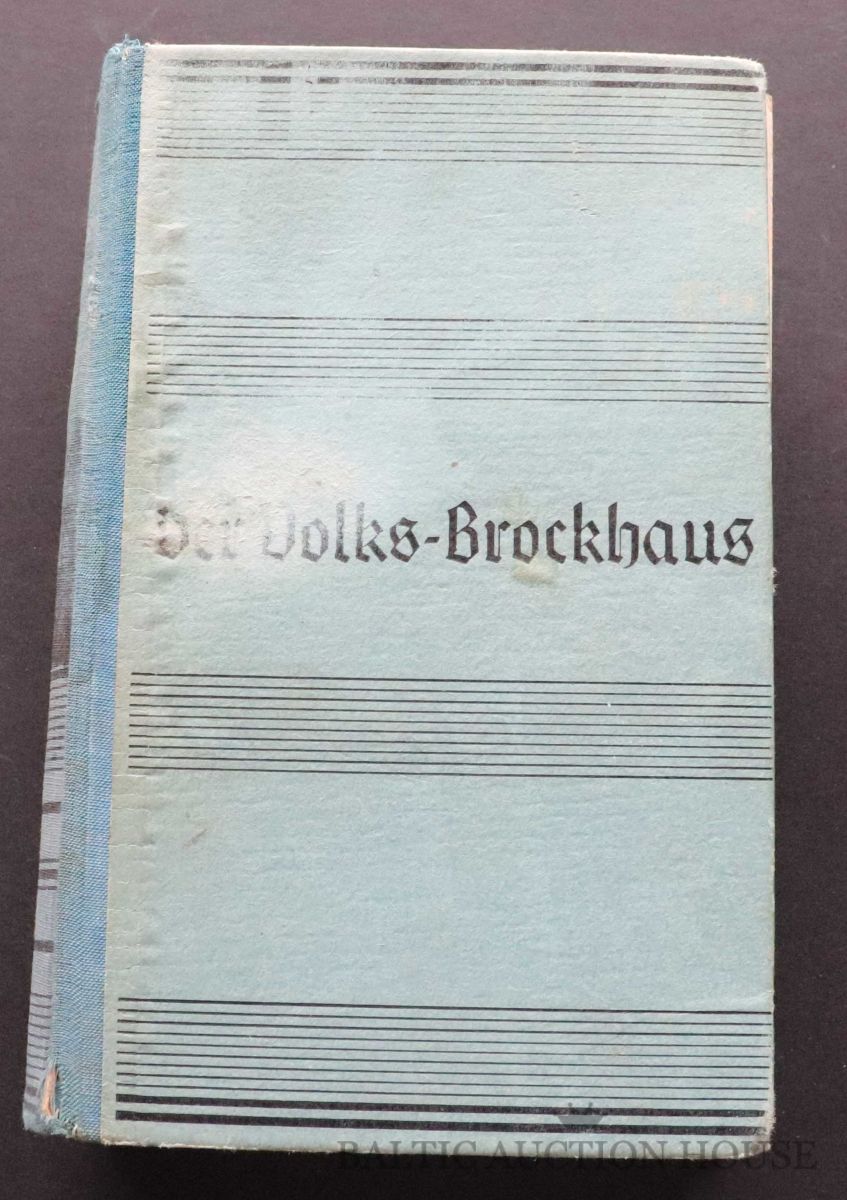 Der Volks-Brockhaus
BALTIC AUCTION HOUSE